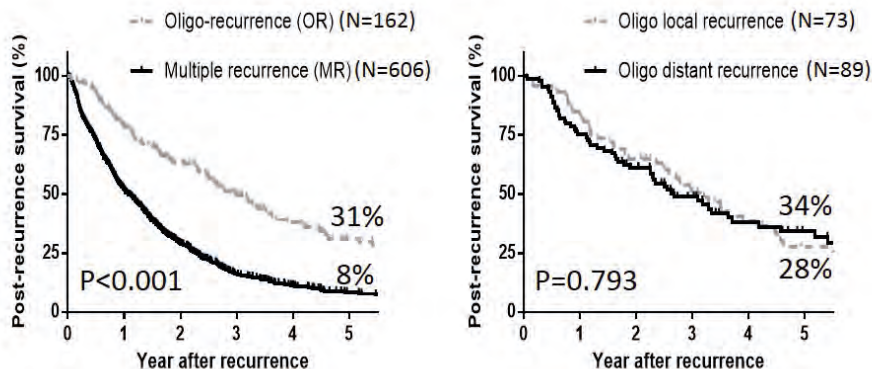 Oligo-recurrence (OR) (N=162)
Multiple recurrence (MR) (N=606)
Post-recurrence survival (%)
100
75
50
25
0
31%
8%
P<0.001
0 1 2 3 4 5
Year after recurrence
Oligo local recurrence (N=73)
Oligo distant recurrence (N=89)
Post-recurrence survival (%)
100
75
50
25
0
34%
28%
P=0.793
0 1 2 3 4 5
Year after recurrence